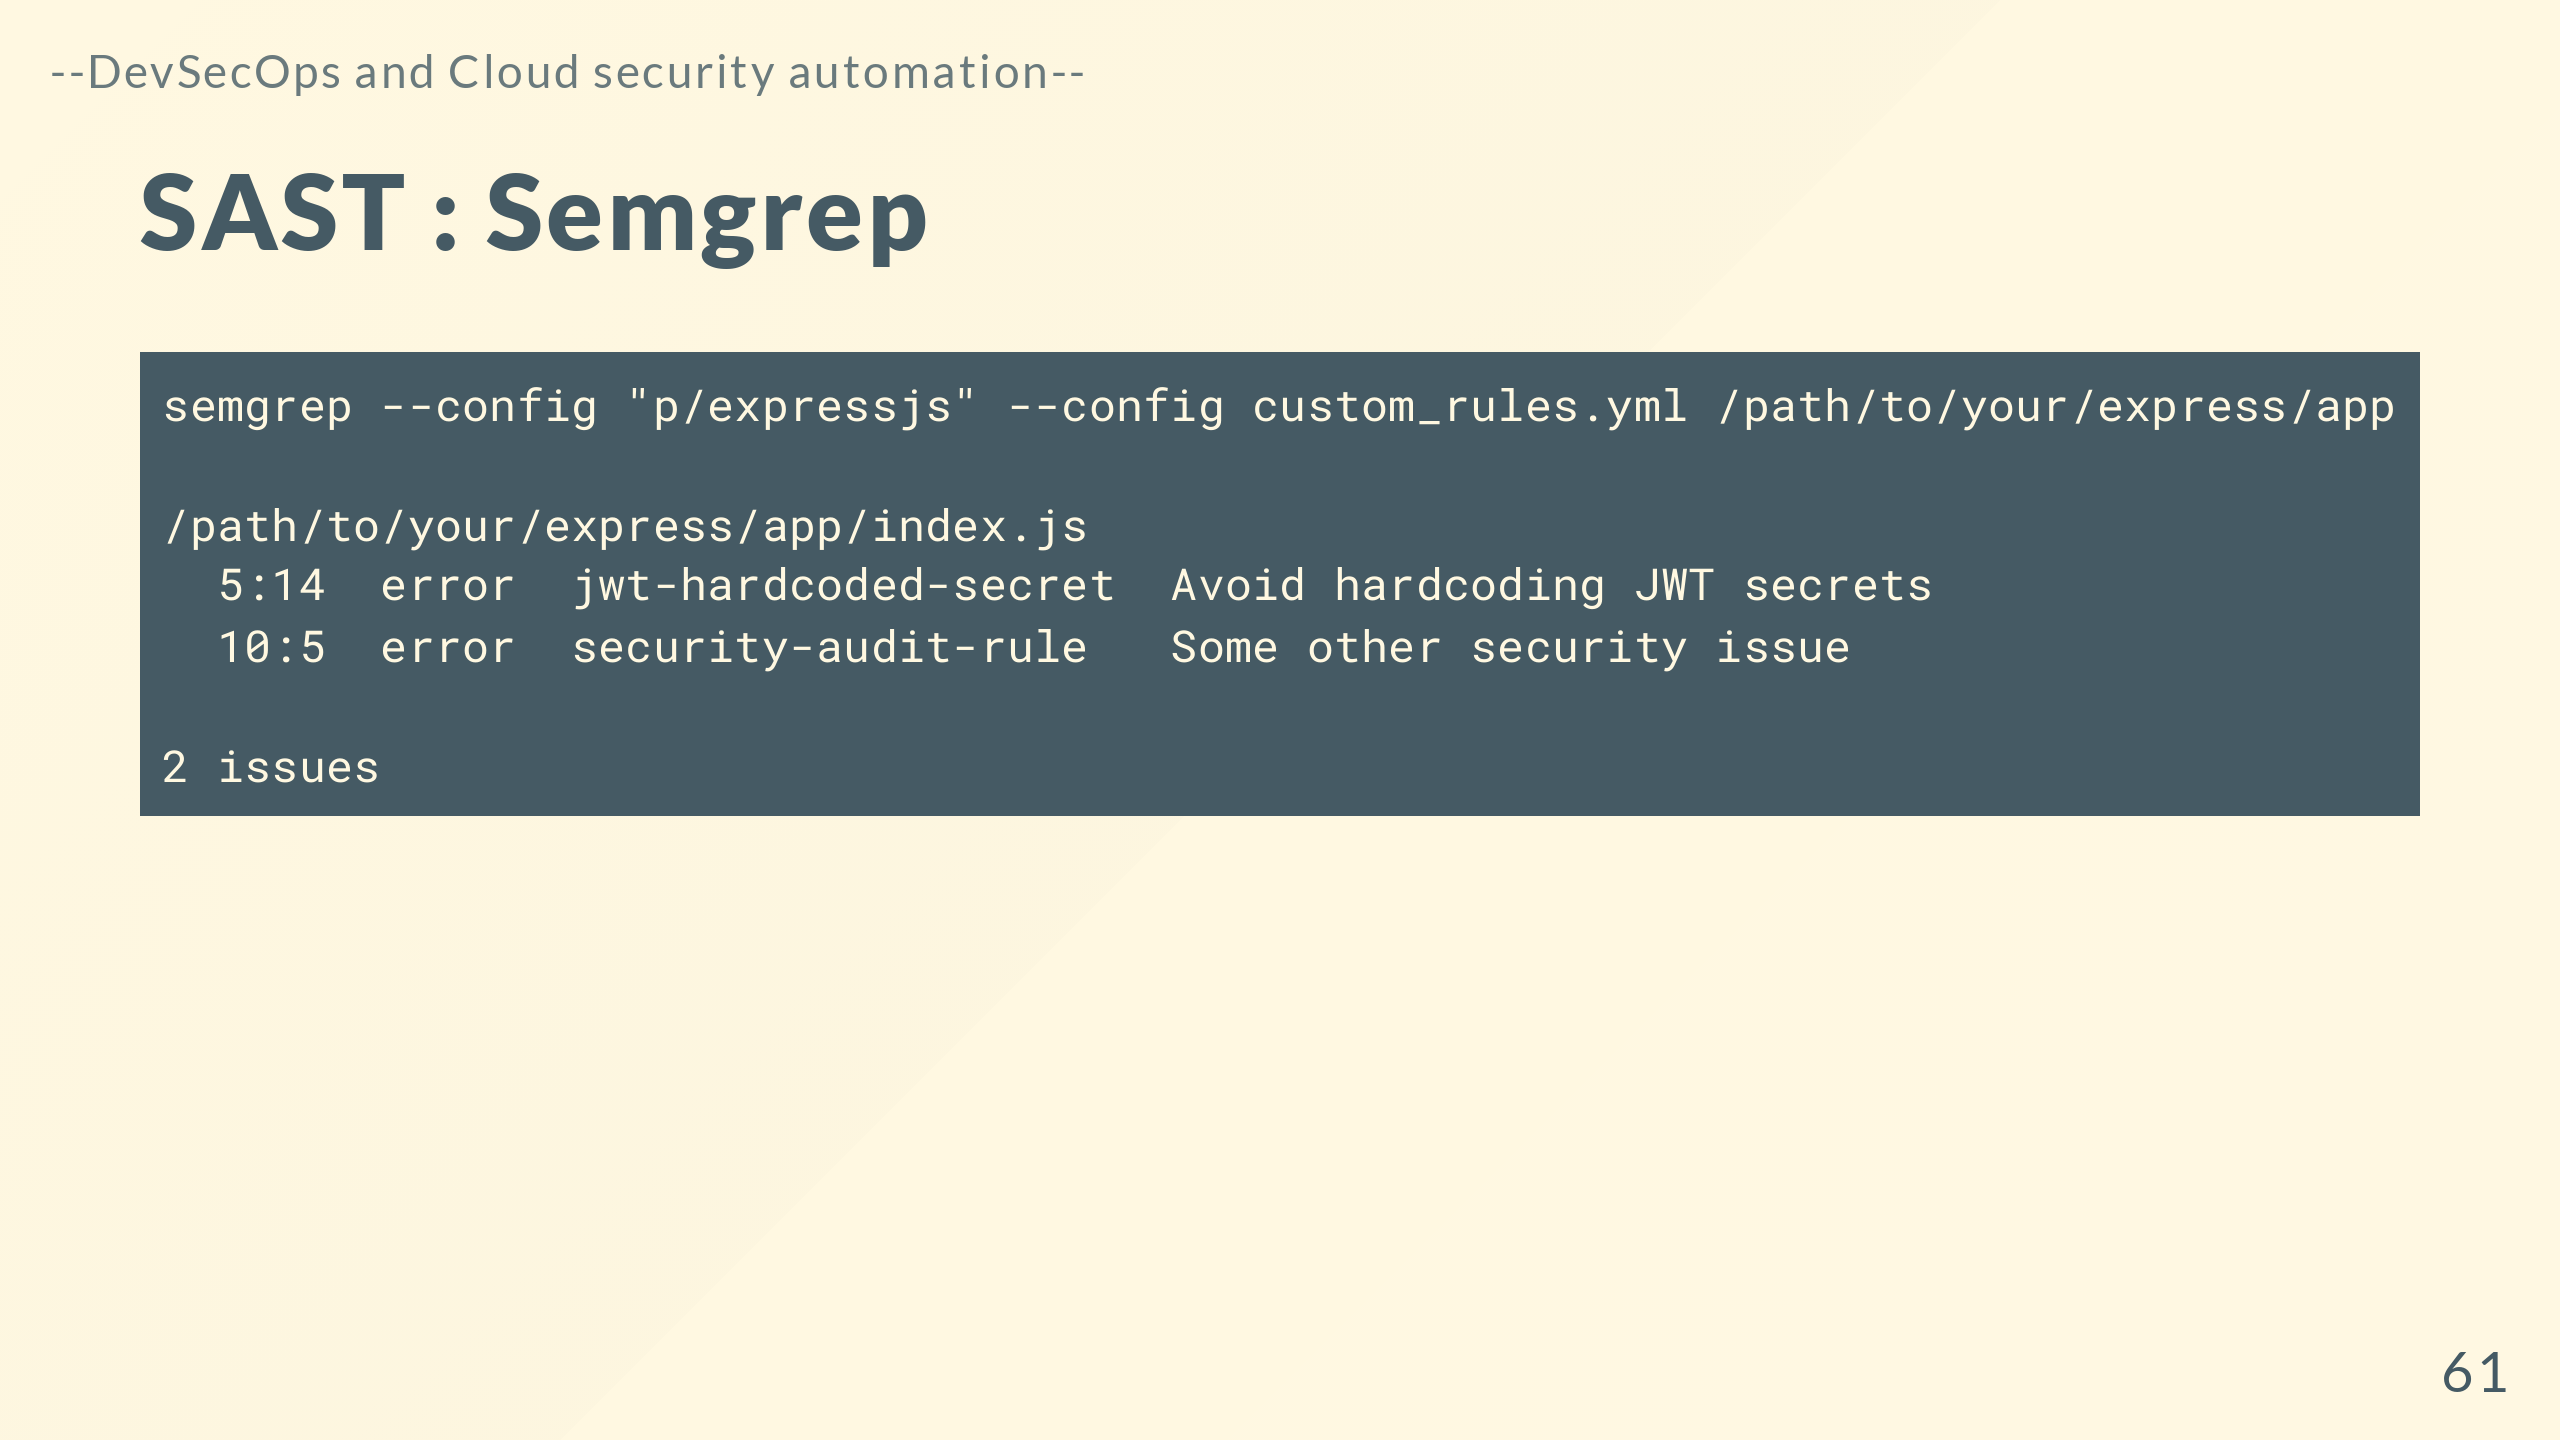 --DevSecOps and Cloud security automation--
SAST : Semgrep
semgrep --config "p/expressjs" --config custom_rules.yml /path/to/your/express/app
/path/to/your/express/app/index.js
5:14 error jwt-hardcoded-secret Avoid hardcoding JWT secrets
10:5 error security-audit-rule Some other security issue
2 issues
61